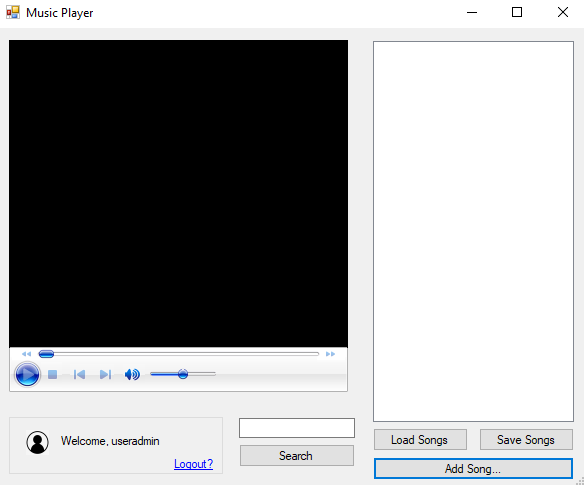 Music Player
Load Songs
Save Songs
Welcome, useradmin
Logout?
Search
Add Song...